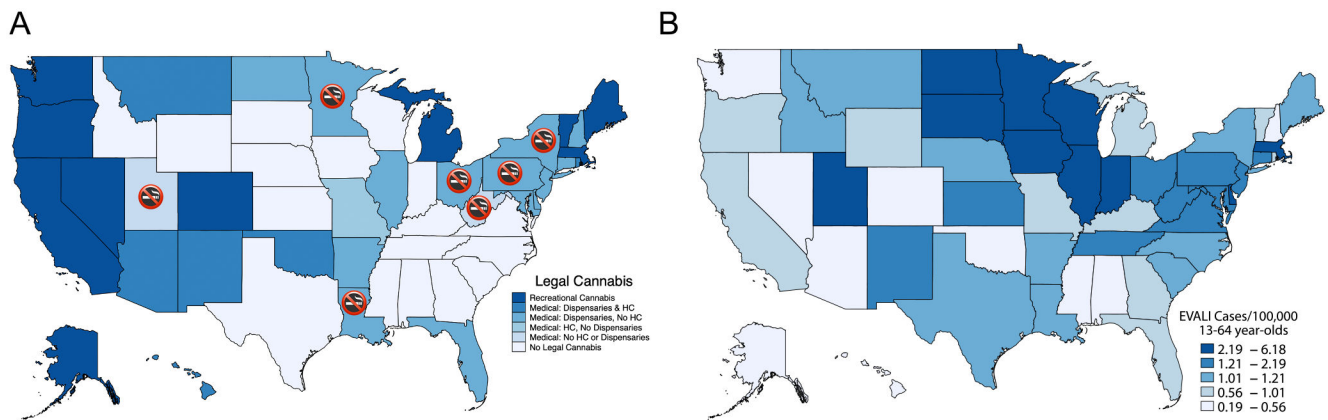 A
Legal Cannabis
Recreational Cannabis
Medical: Dispensaries & HC
Medical: Dispensaries, No HC
Medical: HC, No Dispensaries
Medical: No HC or Dispensaries
No Legal Cannabis
B
EVALI Cases/100,000
13-64 year-olds
2.19 – 6.18
1.21 – 2.19
1.01 – 1.21
0.56 – 1.01
0.19 – 0.56